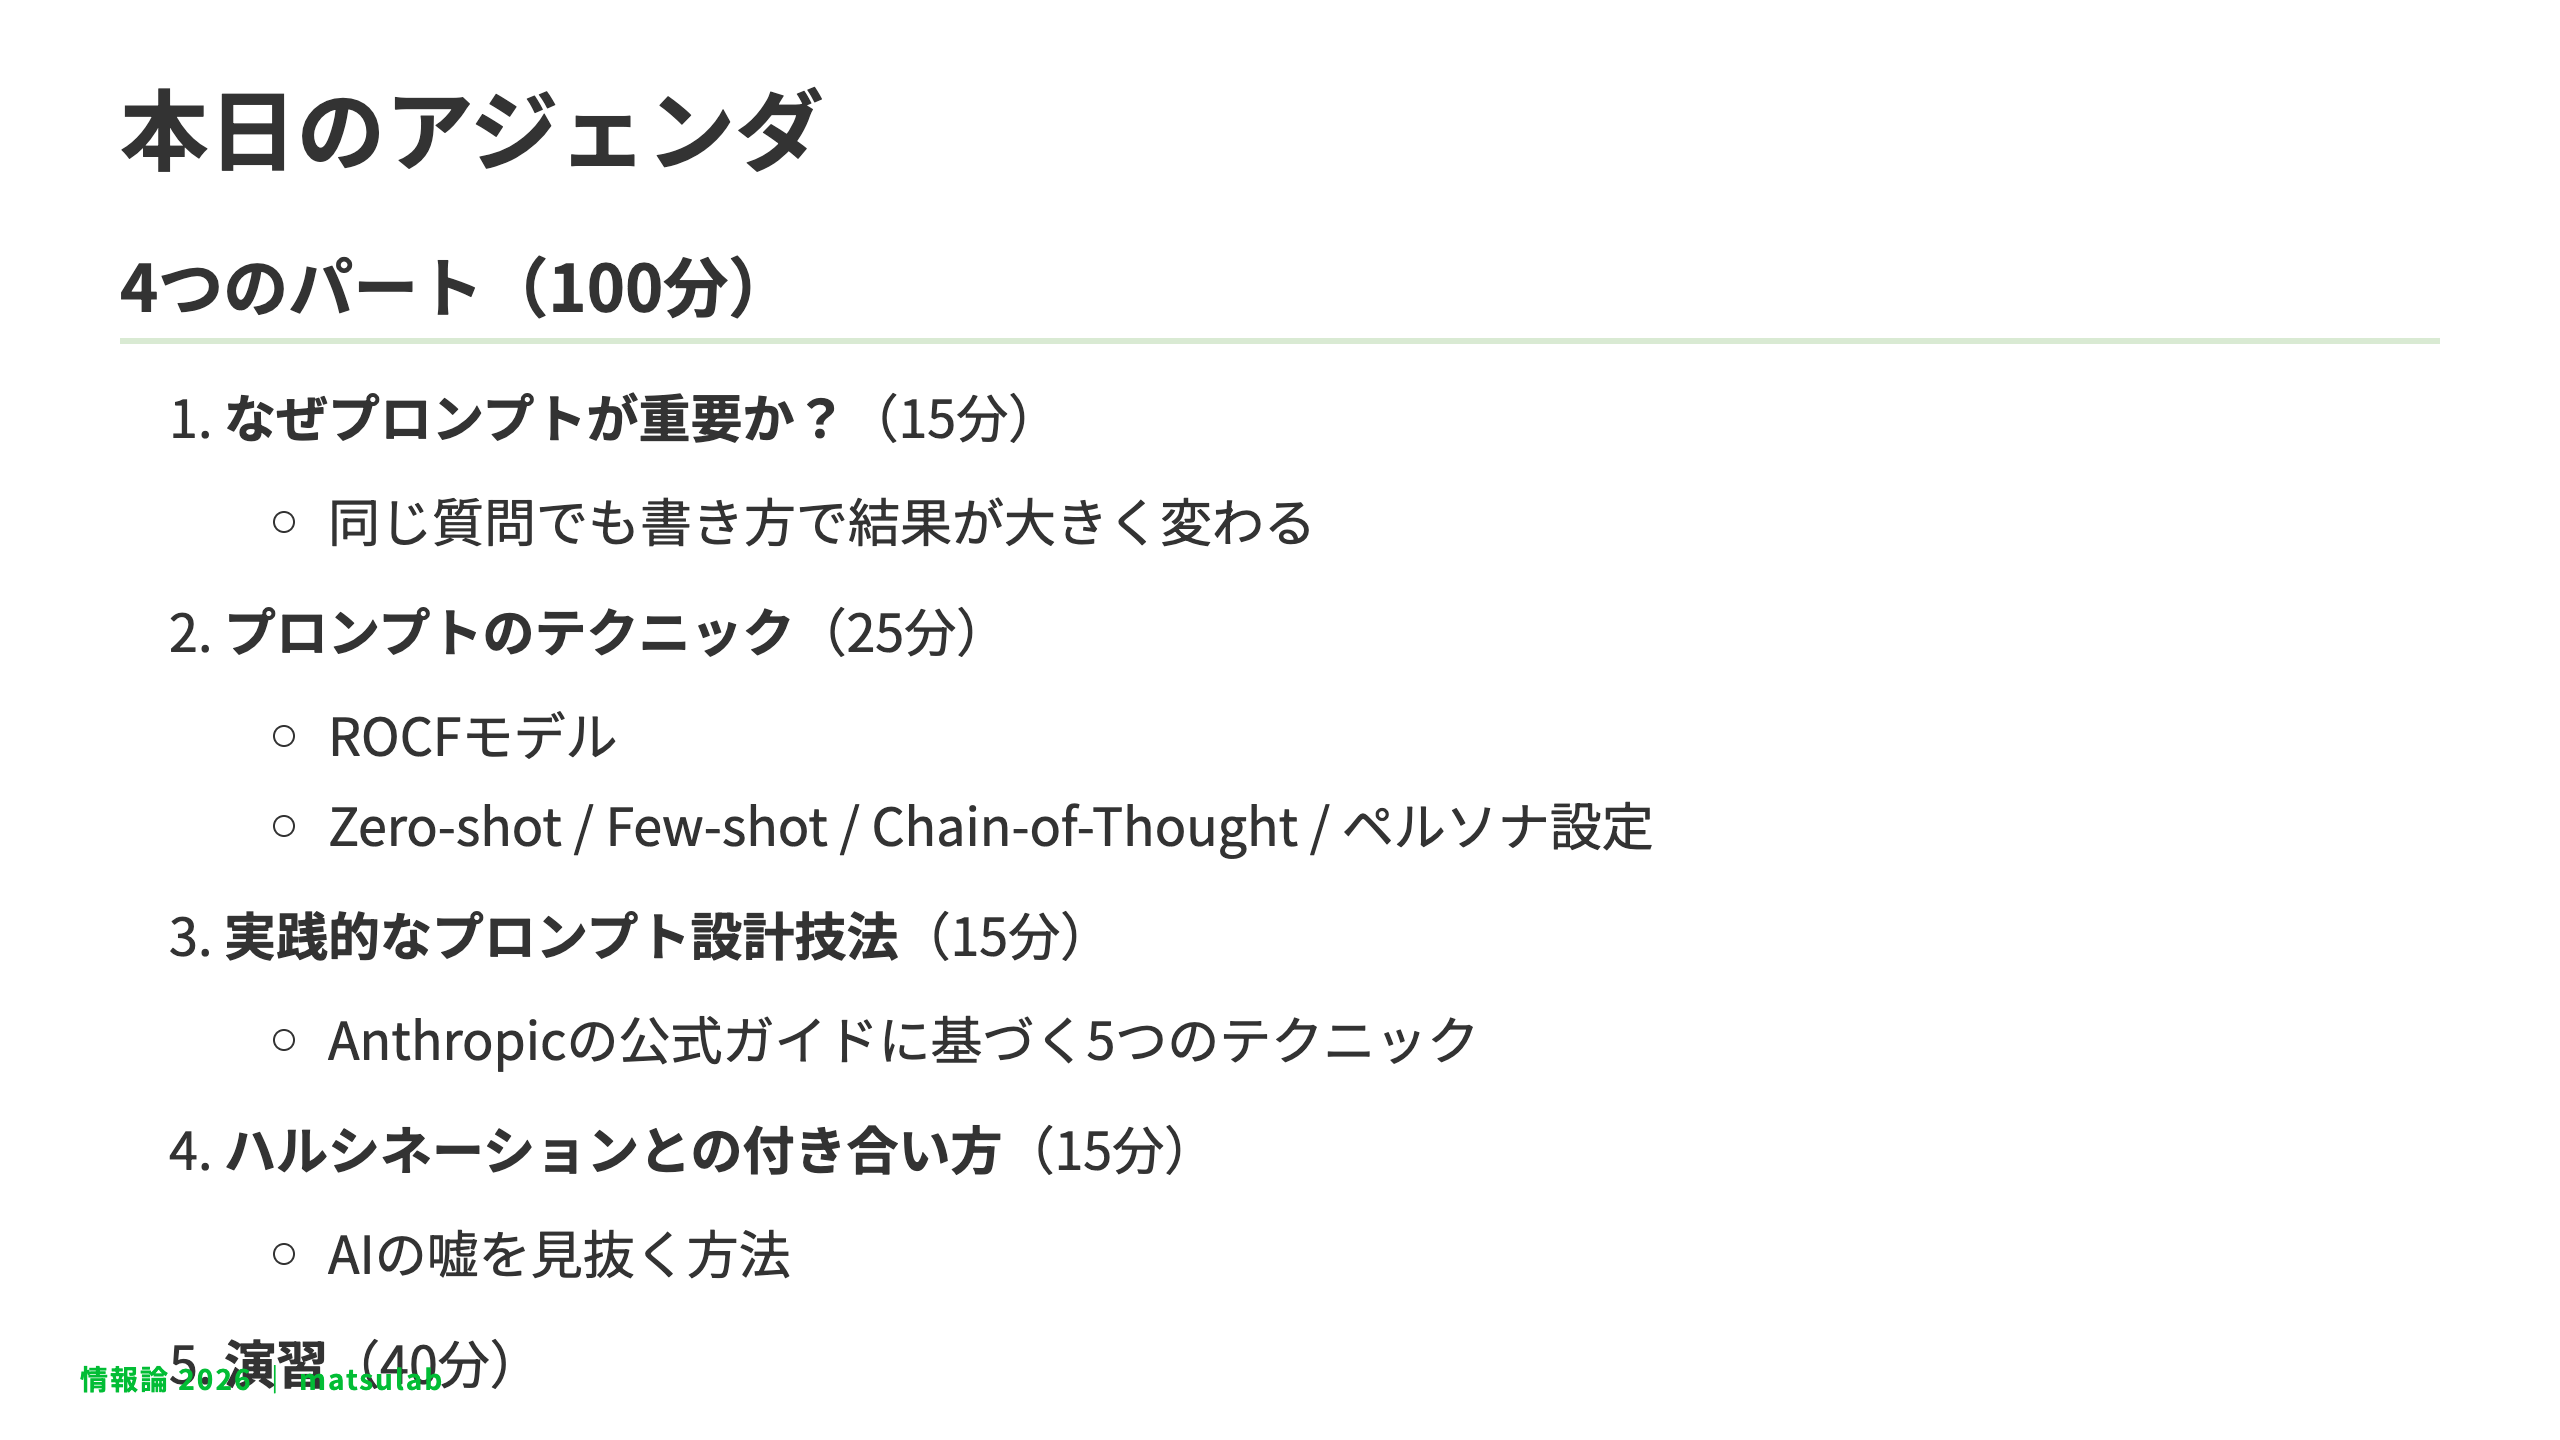 本日のアジェンダ
4つのパート（100分）
1. なぜプロンプトが重要か？（15分）
○ 同じ質問でも書き方で結果が大きく変わる
2. プロンプトのテクニック（25分）
○ ROCFモデル
○ Zero-shot / Few-shot / Chain-of-Thought / ペルソナ設定
3. 実践的なプロンプト設計技法（15分）
○ Anthropicの公式ガイドに基づく5つのテクニック
4. ハルシネーションとの付き合い方（15分）
○ AIの嘘を見抜く方法
5. 演習（40分）
情報論 2026 ｜ matsulab